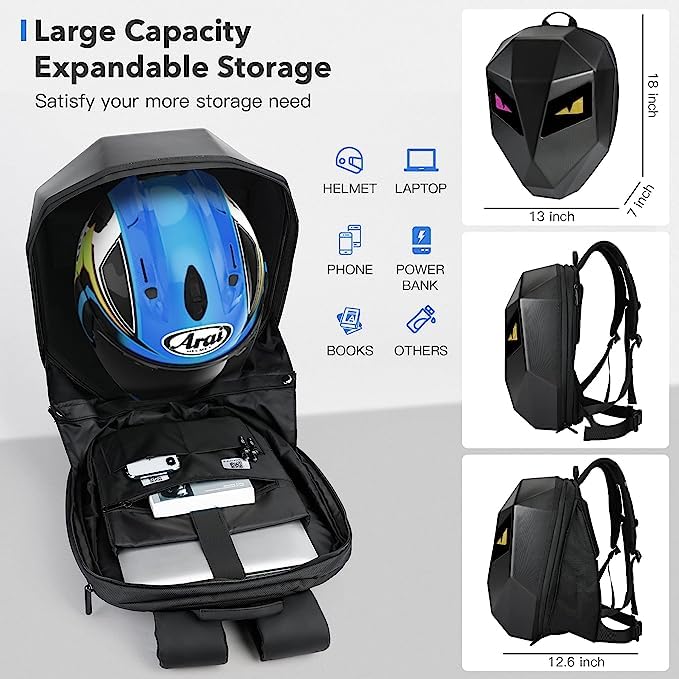 Large Capacity
Expandable Storage
Satisfy your more storage need
HELMET
LAPTOP
PHONE
POWER
BANK
BOOKS
OTHERS
Arai
HELMET
18 inch
7 inch
13 inch
12.6 inch